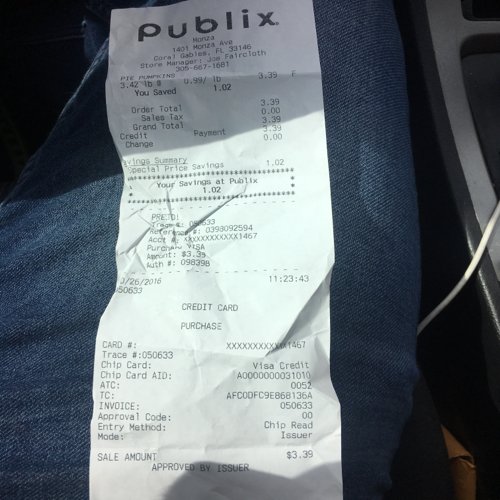 Publix
Monza
1401 Monza Ave
Coral Gables, FL 33146
Store Manager: Joe Faircloth
305-667-1681
PIE PUMPKINS 3.39 F
3.42 lb @ 0.99/ lb
You Saved 1.02
Order Total 3.39
Sales Tax 0.00
Grand Total 3.39
Credit Payment 3.39
Change 0.00
Savings Summary
Special Price Savings 1.02
**************************
Your Savings at Publix
1.02
**************************
PRESTO!
Trace #: 050633
Reference #: 0393092594
Acct #: XXXXXXXXXXXX1467
Purchase VISA
Amount: $3.39
Auth #: 09839B
/26/2016 11:23:43
050633
CREDIT CARD
PURCHASE
CARD #: XXXXXXXXXXXX1467
Trace #:050633
Chip Card: Visa Credit
Chip Card AID: A0000000031010
ATC: 0052
TC: AFC0DFC9E868136A
INVOICE: 050633
Approval Code: 00
Entry Method: Chip Read
Mode: Issuer
SALE AMOUNT $3.39
APPROVED BY ISSUER